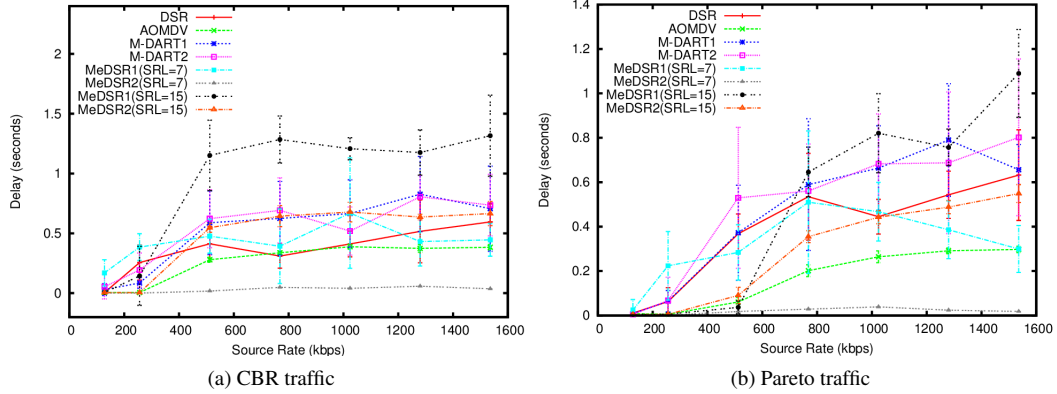 DSR
AOMDV
M-DART1
M-DART2
MeDSR1(SRL=7)
MeDSR2(SRL=7)
MeDSR1(SRL=15)
MeDSR2(SRL=15)
2
1.5
1
0.5
0
Delay (seconds)
0 200 400 600 800 1000 1200 1400 1600
Source Rate (kbps)
(a) CBR traffic
DSR
AOMDV
M-DART1
M-DART2
MeDSR1(SRL=7)
MeDSR2(SRL=7)
MeDSR1(SRL=15)
MeDSR2(SRL=15)
1.4
1.2
1
0.8
0.6
0.4
0.2
0
Delay (seconds)
0 200 400 600 800 1000 1200 1400 1600
Source Rate (kbps)
(b) Pareto traffic